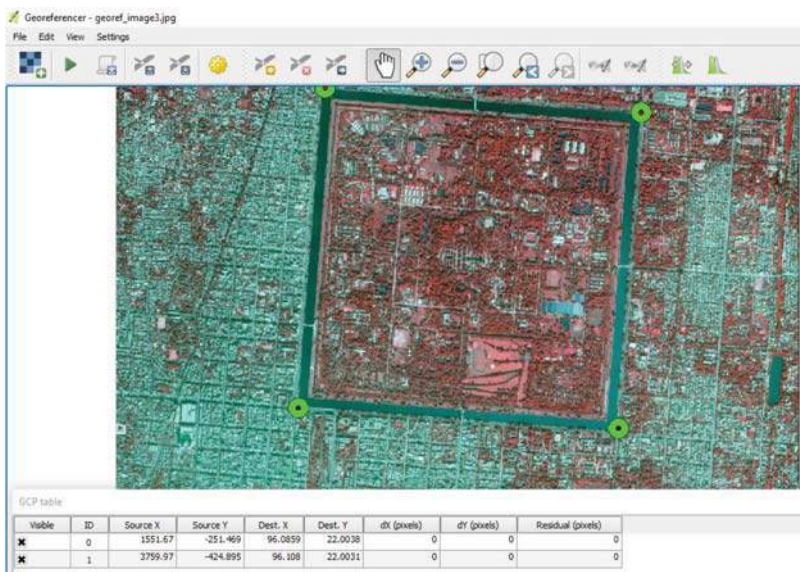 Georeferencer - georef_image3.jpg
File Edit View Settings
GCP table
Visible ID Source X Source Y Dest. X Dest. Y dX (pixels) dY (pixels) Residual (pixels)
0 1551.67 -251.469 96.0859 22.0038 0 0 0
1 3759.97 -424.895 96.108 22.0031 0 0 0